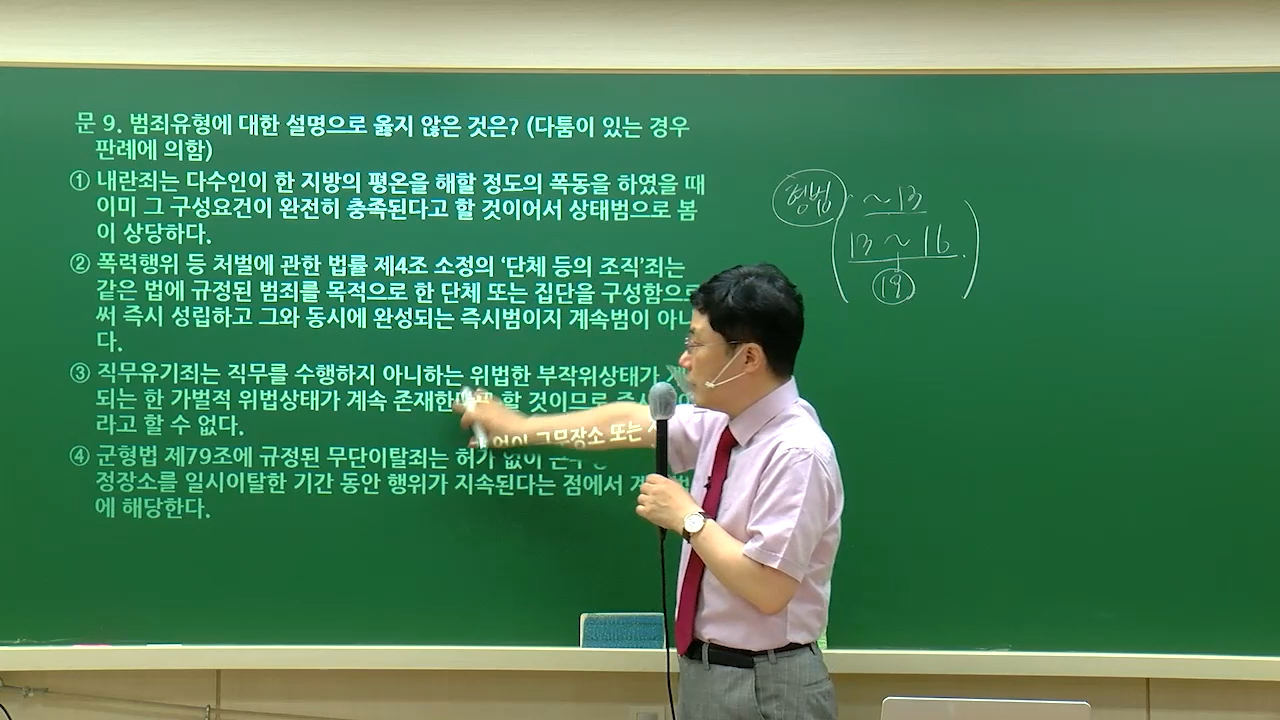 문 9. 범죄유형에 대한 설명으로 옳지 않은 것은? (다툼이 있는 경우
판례에 의함)
① 내란죄는 다수인이 한 지방의 평온을 해할 정도의 폭동을 하였을 때
이미 그 구성요건이 완전히 충족된다고 할 것이어서 상태범으로 봄
이 상당하다.
② 폭력행위 등 처벌에 관한 법률 제4조 소정의 ‘단체 등의 조직’죄는
같은 법에 규정된 범죄를 목적으로 한 단체 또는 집단을 구성함으로
써 즉시 성립하고 그와 동시에 완성되는 즉시범이지 계속범이 아니
다.
③ 직무유기죄는 직무를 수행하지 아니하는 위법한 부작위상태가
되는 한 가벌적 위법상태가 계속 존재한 할 것이므로
라고 할 수 없다.
④ 군형법 제79조에 규정된 무단이탈죄는 허가 없이 근무장소 또는
정장소를 일시이탈한 기간 동안 행위가 지속된다는 점에서
에 해당한다.
형법 ~13
13 ~ 16
19